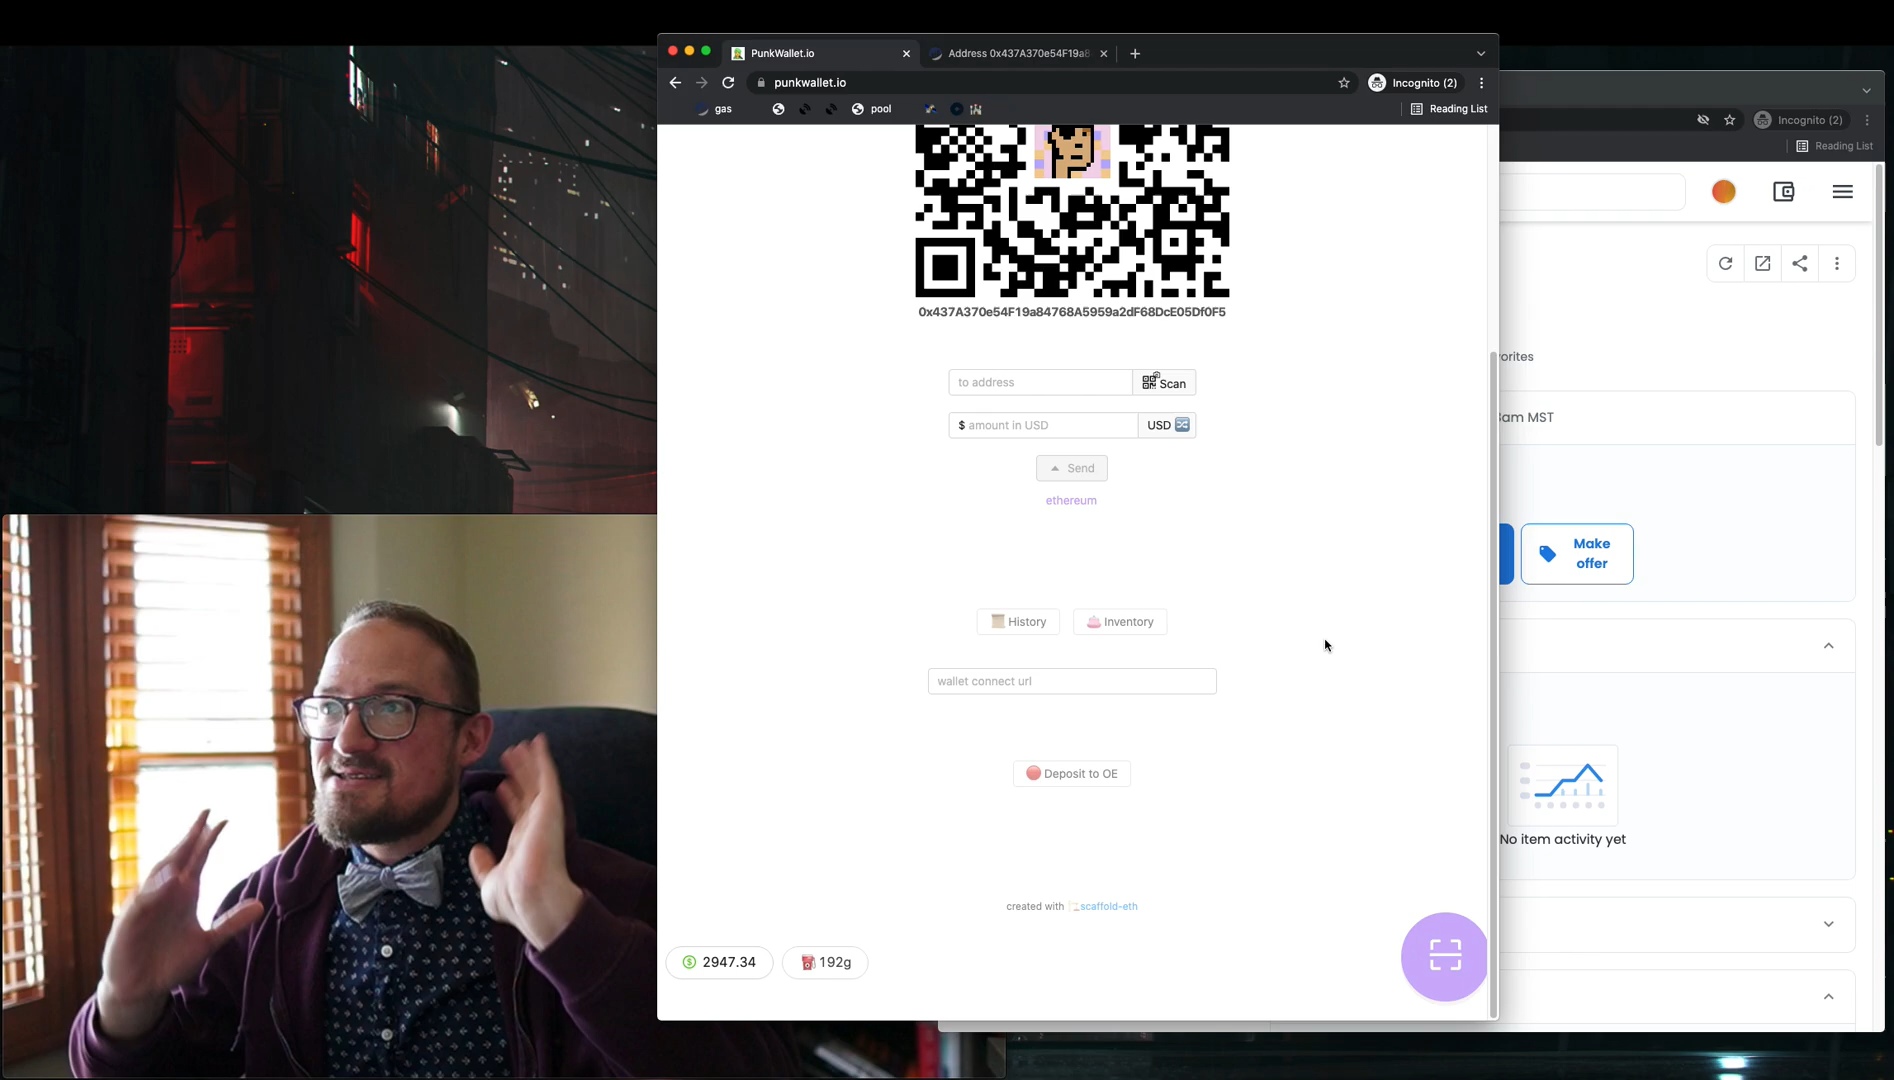 PunkWallet.io
Address 0x437A370e54F19a8
punkwallet.io
Incognito (2)
gas
pool
Reading List
Incognito (2)
Reading List
0x437A370e54F19a84768A5959a2dF68DcE05Df0F5
to address
Scan
$ amount in USD
USD
Send
ethereum
History
Inventory
wallet connect url
Deposit to OE
created with scaffold-eth
2947.34
192g
orites
am MST
Make
offer
No item activity yet